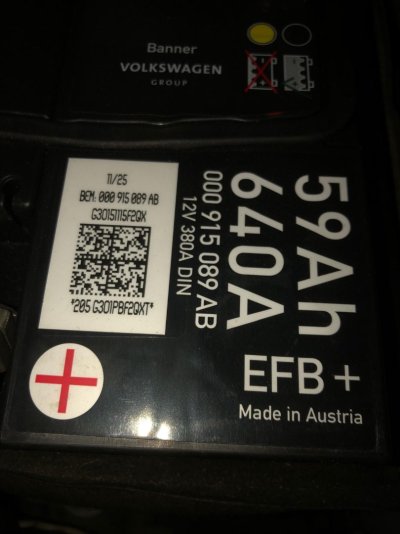 Banner
VOLKSWAGEN
GROUP
11/25
BEM: 000 915 089 AB
G30151115F2QX
*205 G301PBF2QXT*
59Ah
640A
000 915 089 AB
12V 380A DIN
EFB +
Made in Austria